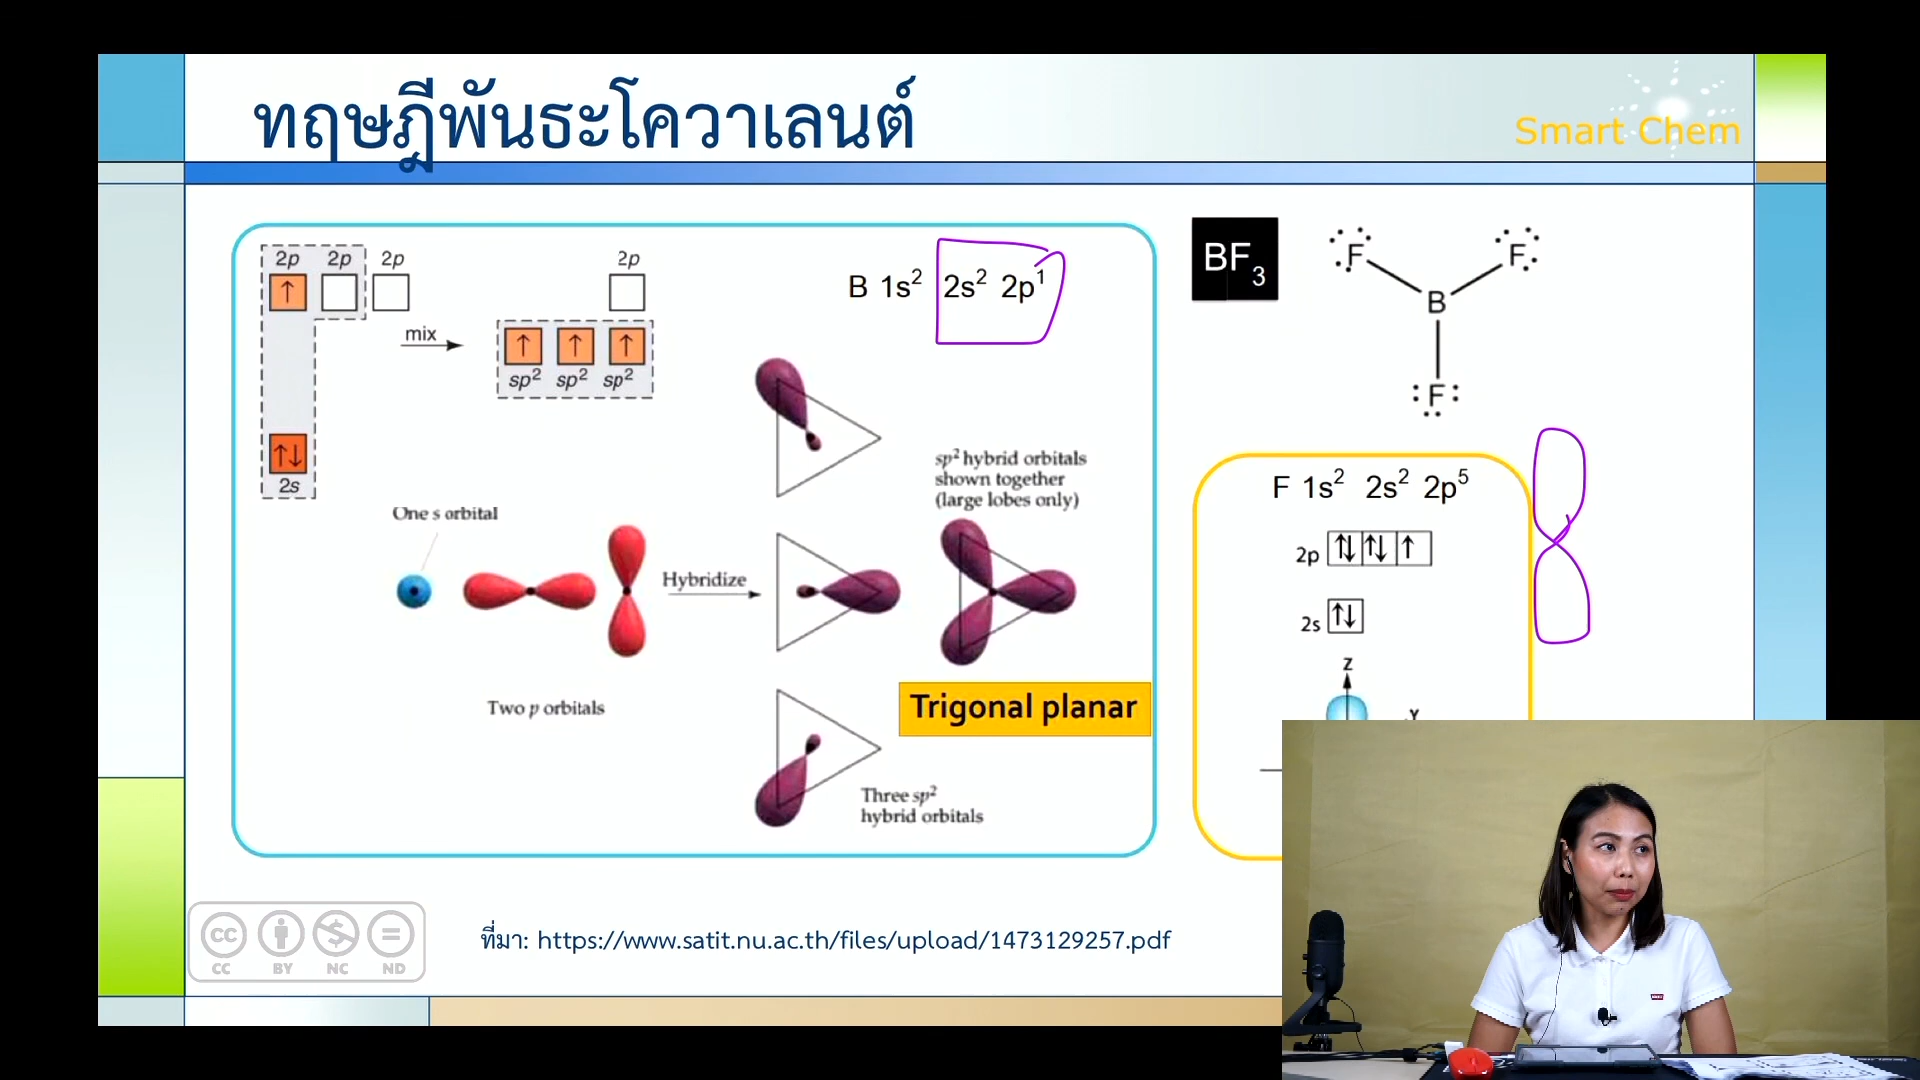 ทฤษฎีพันธะโควาเลนต์
Smart Chem
2p 2p 2p
↑
mix
2p
↑ ↑ ↑
sp² sp² sp²
↑↓
2s
B 1s² 2s² 2p¹
One s orbital
Two p orbitals
Hybridize
sp² hybrid orbitals
shown together
(large lobes only)
Trigonal planar
Three sp²
hybrid orbitals
BF₃
F F
B
F
F 1s² 2s² 2p⁵
2p ↑↓ ↑↓ ↑
2s ↑↓
Z
Y
CC BY NC ND
ที่มา: https://www.satit.nu.ac.th/files/upload/1473129257.pdf